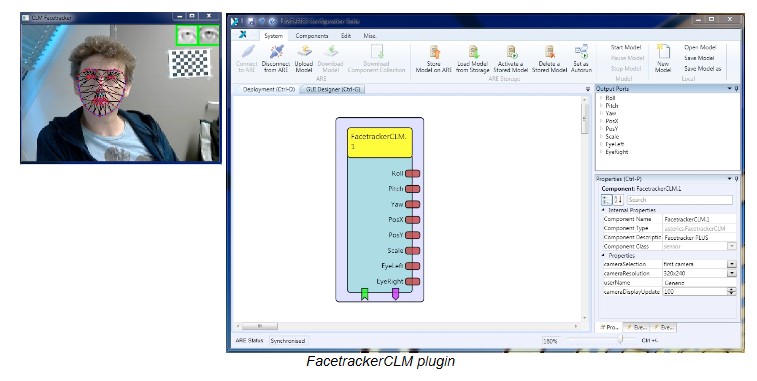 CLM Facetracker
AsTeRICS Configuration Suite
System Components Edit Misc.
Connect to ARE
Disconnect from ARE
Upload Model
Download Model
Download Component Collection
ARE
Store Model on ARE
Load Model from Storage
Activate a Stored Model
Delete a Stored Model
Set as Autorun
ARE Storage
Start Model
Pause Model
Stop Model
Model
New Model
Open Model
Save Model
Save Model as
Local
Deployment (Ctrl-D) GUI Designer (Ctrl-G)
FacetrackerCLM.
1
Roll
Pitch
Yaw
PosX
PosY
Scale
EyeLeft
EyeRight
Output Ports
Roll
Pitch
Yaw
PosX
PosY
Scale
EyeLeft
EyeRight
Properties (Ctrl-P)
Component: FacetrackerCLM.1
Search
Internal Properties
Component Name FacetrackerCLM.1
Component Type asterics.FacetrackerCLM
Component Descriptio Facetracker PLUS
Component Class sensor
Properties
cameraSelection first camera
cameraResolution 320x240
userName Generic
cameraDisplayUpdate 100
Pro... Eve... Eve...
ARE Status: Synchronised 180% Ctrl +/-
FacetrackerCLM plugin